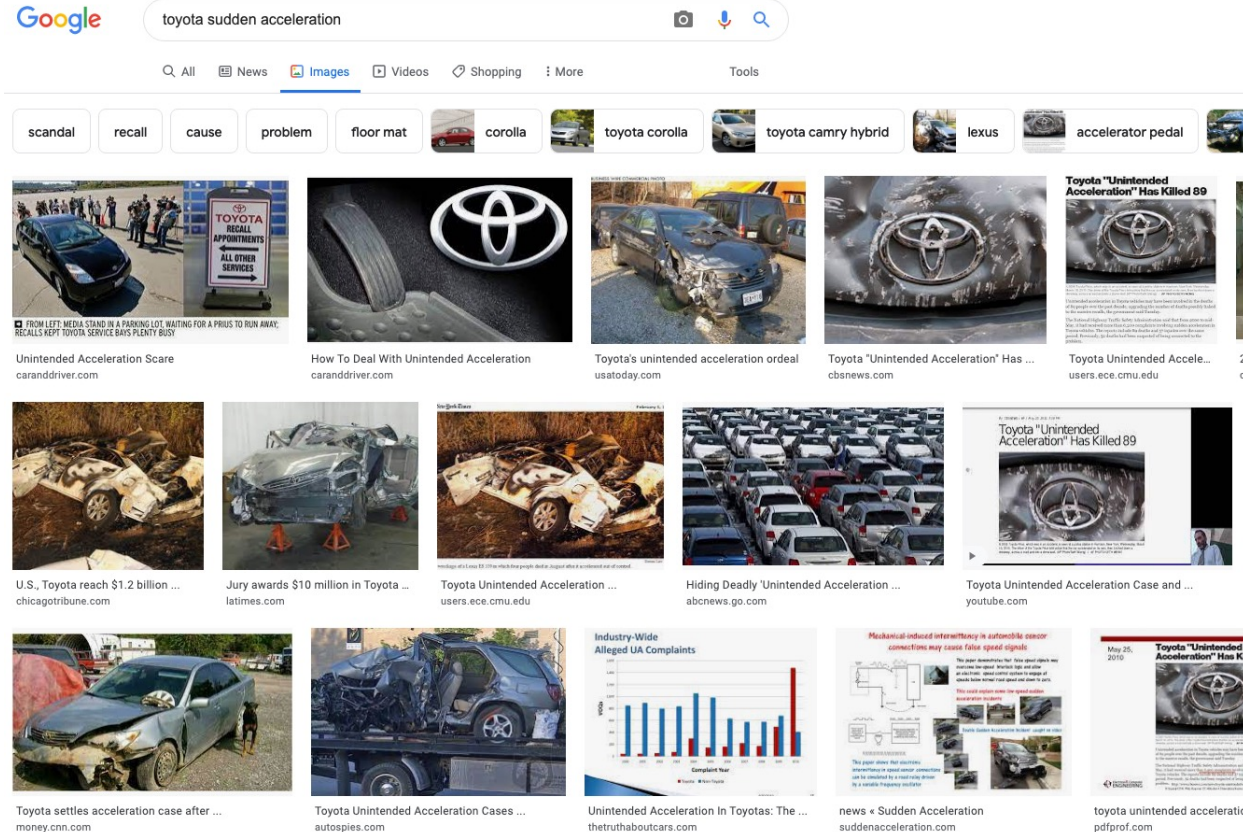 Google
toyota sudden acceleration
All
News
Images
Videos
Shopping
More
Tools
scandal
recall
cause
problem
floor mat
corolla
toyota corolla
toyota camry hybrid
lexus
accelerator pedal
TOYOTA
RECALL
APPOINTMENTS
ALL OTHER
SERVICES
FROM LEFT: MEDIA STAND IN A PARKING LOT, WAITING FOR A PRIUS TO RUN AWAY;
RECALLS KEPT TOYOTA SERVICE BAYS PLENTY BUSY
Toyota "Unintended
Acceleration" Has Killed 89
Unintended Acceleration Scare
caranddriver.com
How To Deal With Unintended Acceleration
caranddriver.com
Toyota's unintended acceleration ordeal
usatoday.com
Toyota "Unintended Acceleration" Has ...
cbsnews.com
Toyota Unintended Accele...
users.ece.cmu.edu
Toyota "Unintended
Acceleration" Has Killed 89
U.S., Toyota reach $1.2 billion ...
chicagotribune.com
Jury awards $10 million in Toyota ...
latimes.com
Toyota Unintended Acceleration ...
users.ece.cmu.edu
Hiding Deadly 'Unintended Acceleration ...
abcnews.go.com
Toyota Unintended Acceleration Case and ...
youtube.com
Industry-Wide
Alleged UA Complaints
VOQs
Complaint Year
Toyota
Non-Toyota
Mechanical-induced intermittency in automobile sensor
connections may cause false speed signals
May 25,
2010
Toyota "Unintended
Acceleration" Has K
Toyota settles acceleration case after ...
money.cnn.com
Toyota Unintended Acceleration Cases ...
autospies.com
Unintended Acceleration In Toyotas: The ...
thetruthaboutcars.com
news « Sudden Acceleration
suddenacceleration.com
toyota unintended acceleratio
pdfprof.com